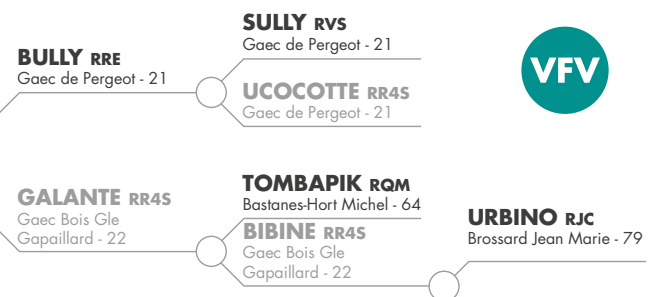 SULLY RVS
Gaec de Pergeot - 21
BULLY RRE
Gaec de Pergeot - 21
UCOCOTTE RR4S
Gaec de Pergeot - 21
VFV
TOMBAPIK RQM
Bastanes-Hort Michel - 64
GALANTE RR4S
Gaec Bois Gle
Gapaillard - 22
BIBINE RR4S
Gaec Bois Gle
Gapaillard - 22
URBINO RJC
Brossard Jean Marie - 79